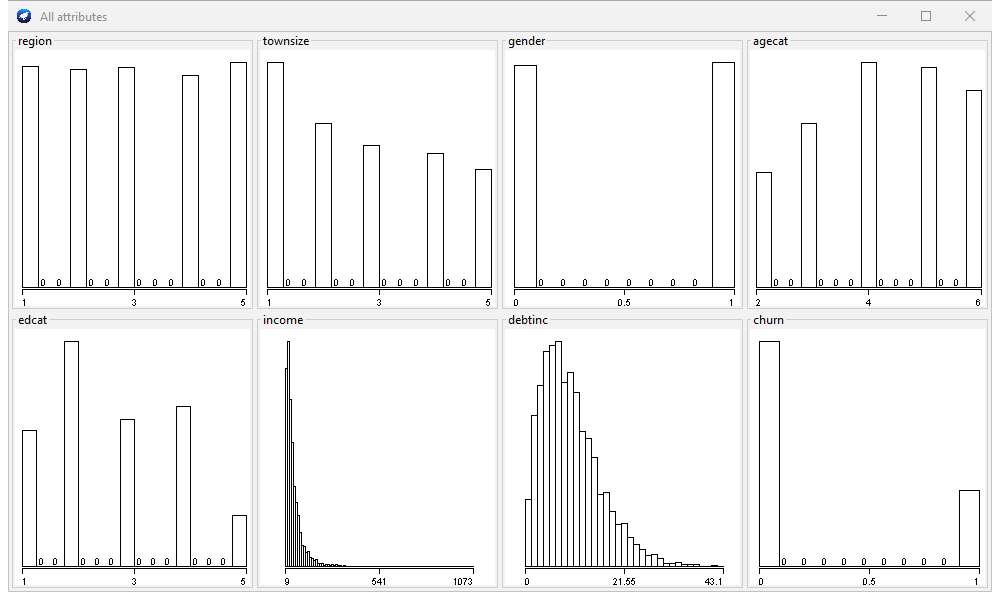 All attributes
region
0 0 0 0 0 0 0 0 0
1 3 5
townsize
0 0 0 0 0 0 0 0 0
1 3 5
gender
0 0 0 0 0 0 0 0
0 0.5 1
agecat
0 0 0 0 0 0 0 0 0 0
2 4 6
edcat
0 0 0 0 0 0 0 0 0 0 0
1 3 5
income
9 541 1073
debtinc
0 21.55 43.1
churn
0 0 0 0 0 0 0 0 0
0 0.5 1